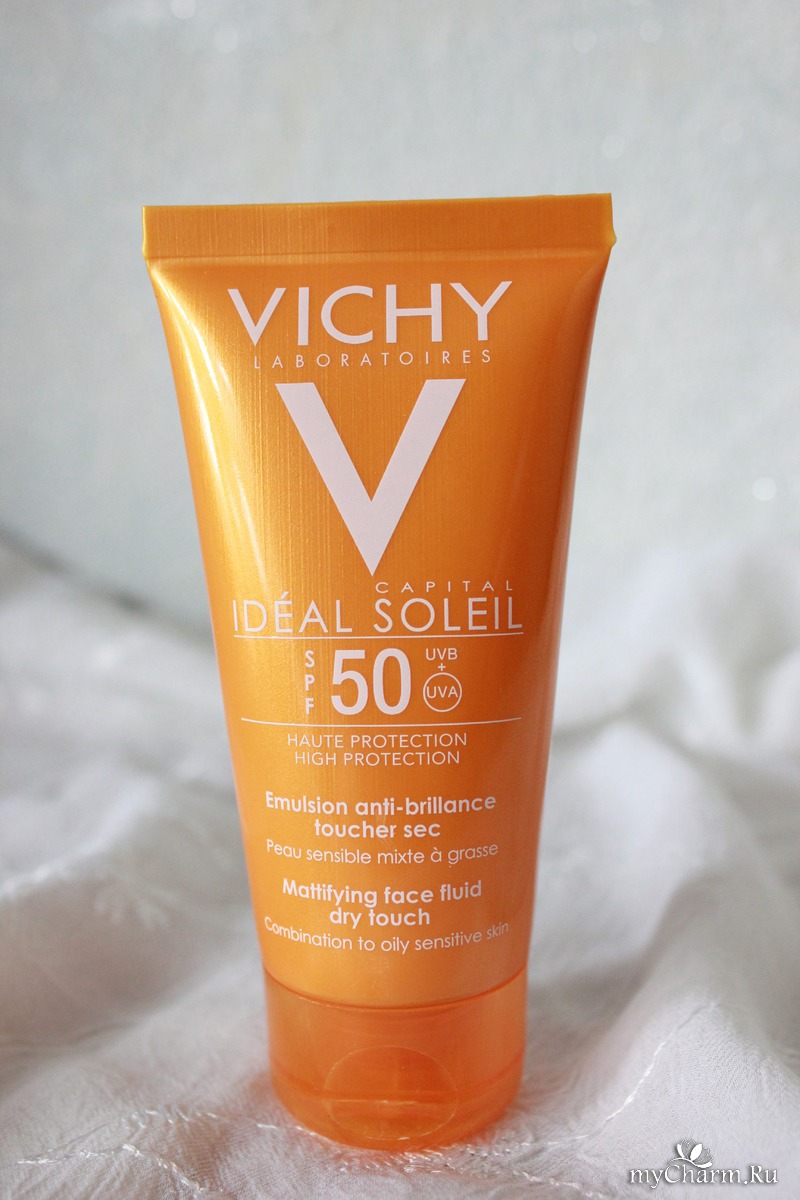 VICHY
LABORATOIRES
V
CAPITAL
IDÉAL SOLEIL
SPF 50 UVB + UVA
HAUTE PROTECTION
HIGH PROTECTION
Emulsion anti-brillance
toucher sec
Peau sensible mixte à grasse
Mattifying face fluid
dry touch
Combination to oily sensitive skin
myCharm.Ru